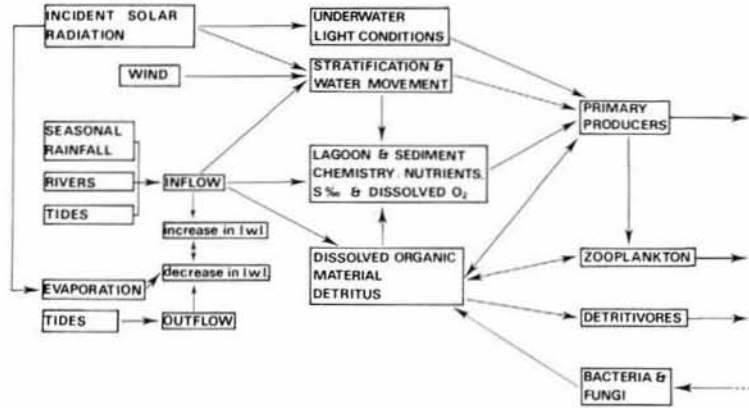 INCIDENT SOLAR
RADIATION
UNDERWATER
LIGHT CONDITIONS
WIND
STRATIFICATION &
WATER MOVEMENT
PRIMARY
PRODUCERS
SEASONAL
RAINFALL
RIVERS
TIDES
INFLOW
LAGOON & SEDIMENT
CHEMISTRY. NUTRIENTS.
S‰ & DISSOLVED O₂
increase in l.w.l.
decrease in l.w.l.
EVAPORATION
TIDES
OUTFLOW
DISSOLVED ORGANIC
MATERIAL
DETRITUS
ZOOPLANKTON
DETRITIVORES
BACTERIA &
FUNGI